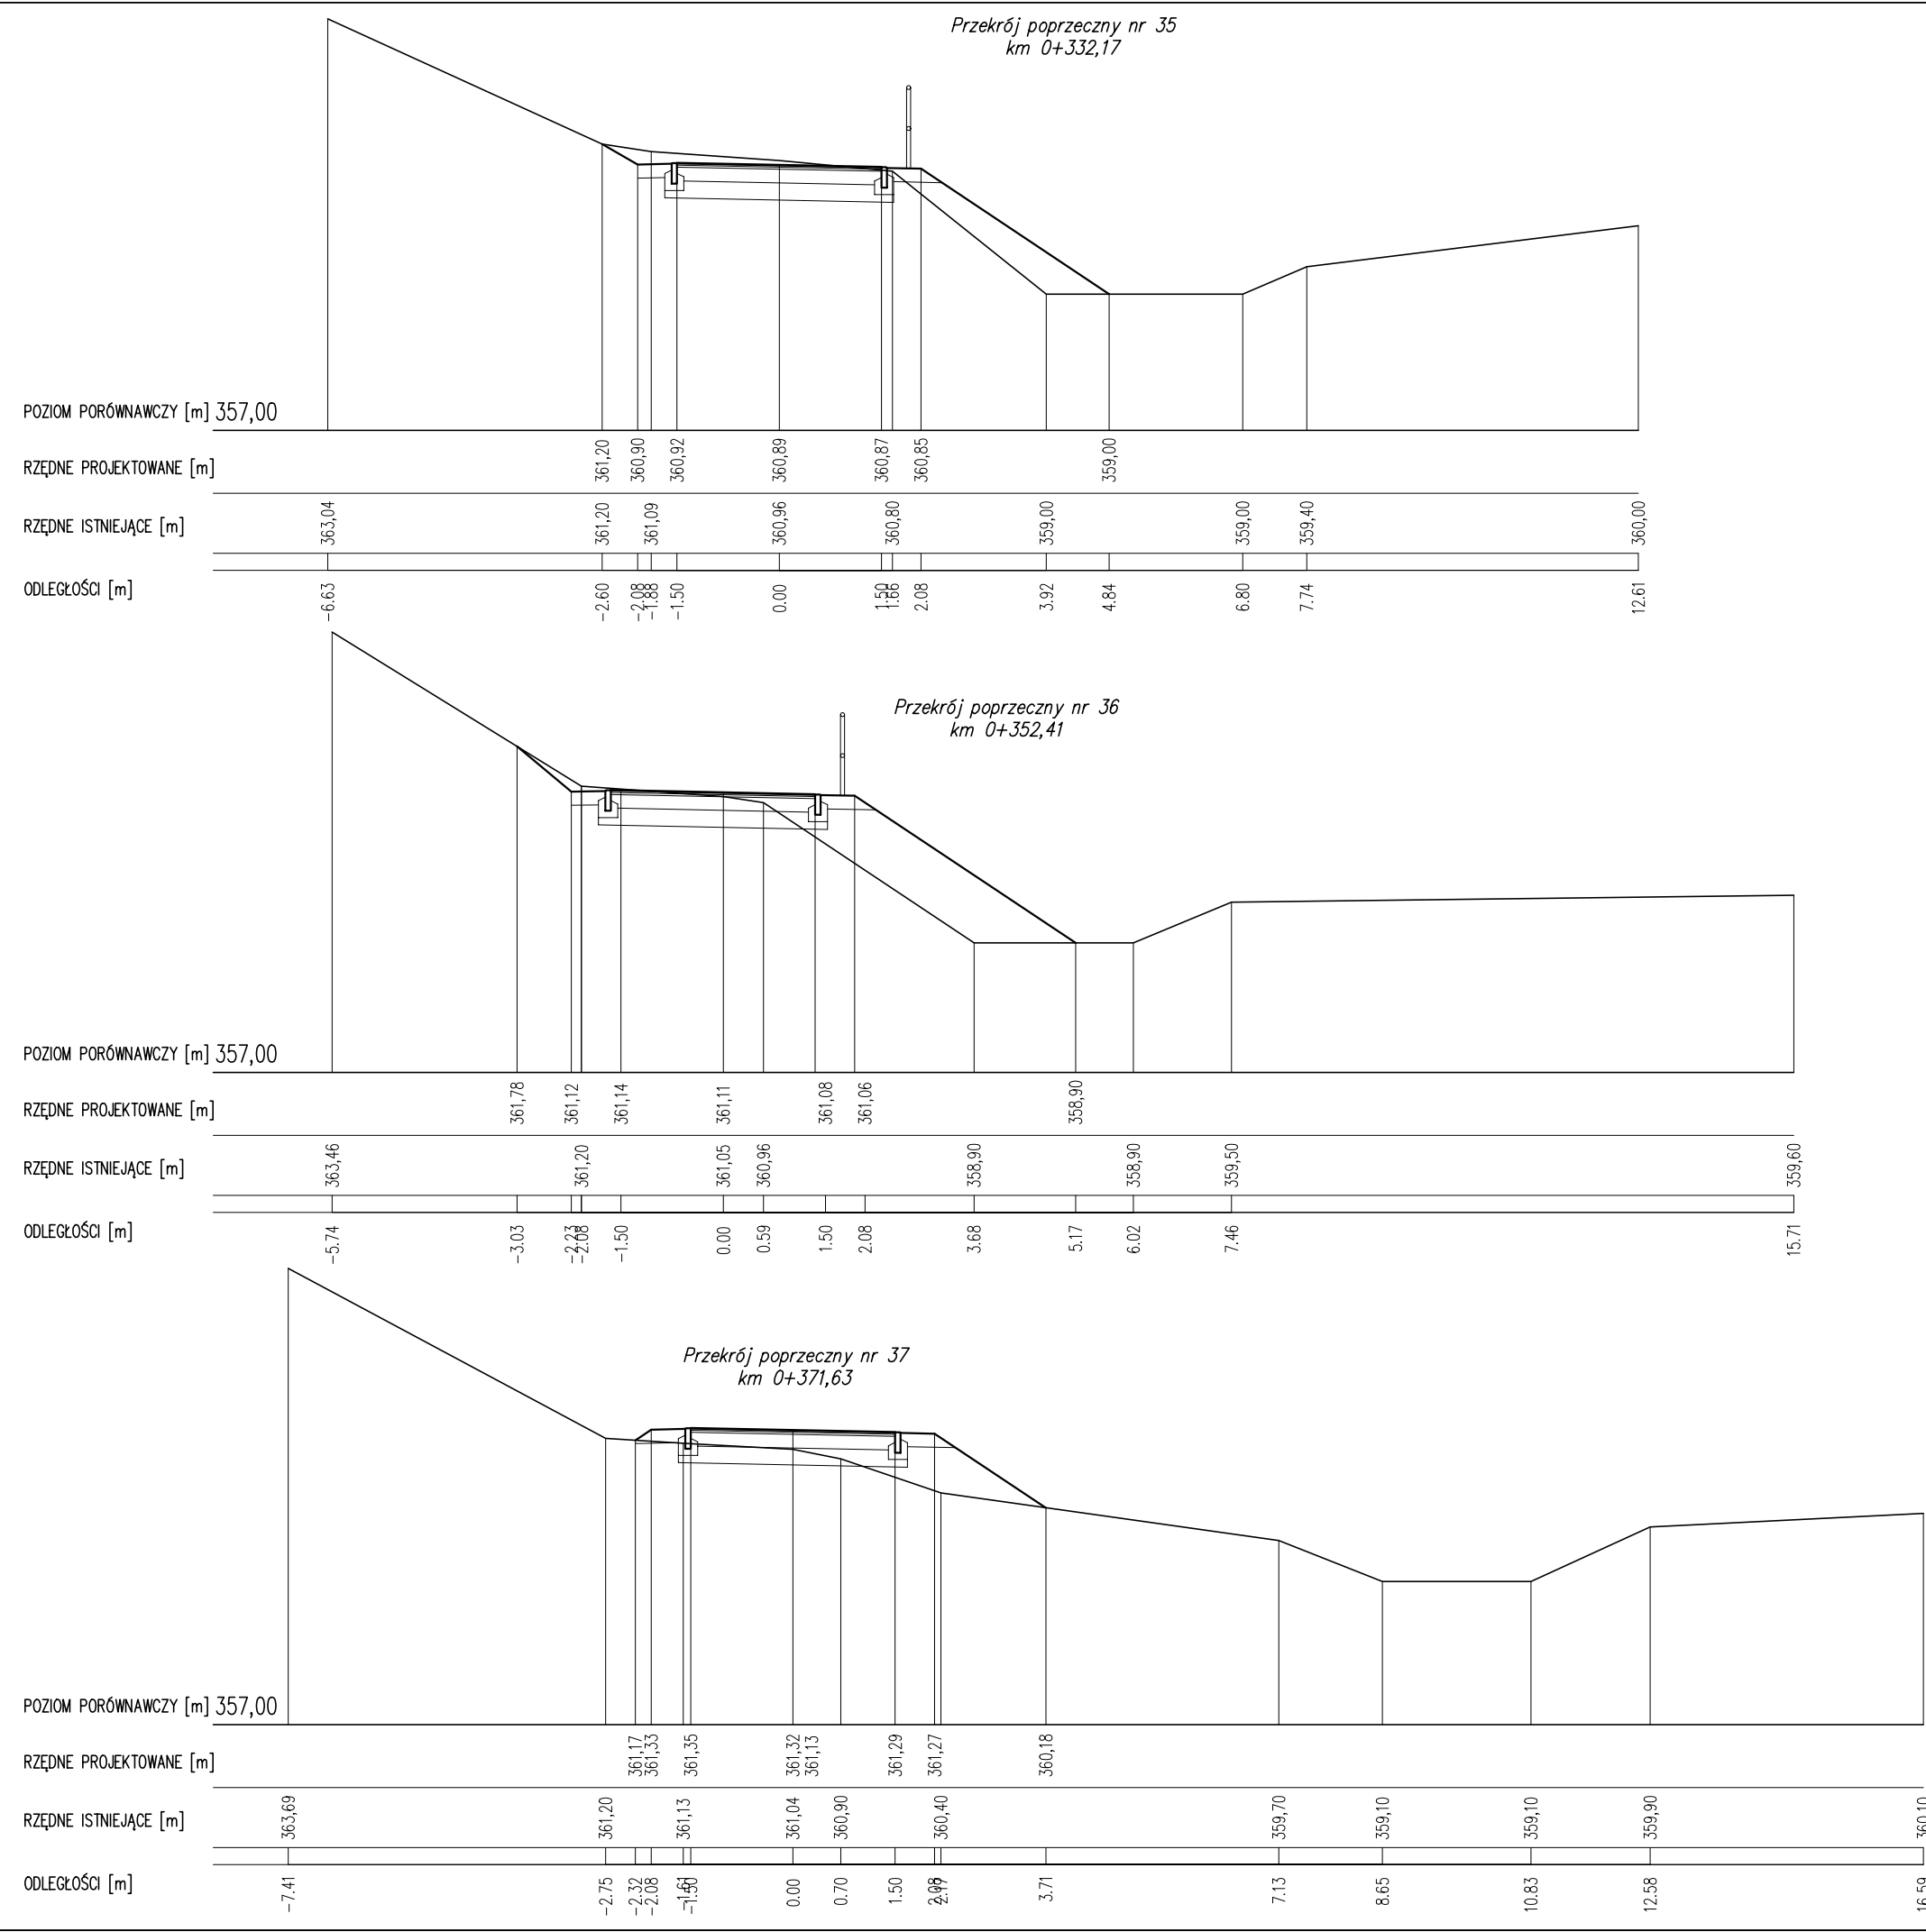 Przekrój poprzeczny nr 35
km 0+332,17
POZIOM PORÓWNAWCZY [m] 357,00
RZĘDNE PROJEKTOWANE [m]
361,20 360,90 360,92 360,89 360,87 360,85 359,00
RZĘDNE ISTNIEJĄCE [m]
363,04 361,20 361,09 360,96 360,80 359,00 359,00 359,40 360,00
ODLEGŁOŚCI [m]
-6.63 -2.60 -2.08 -1.88 -1.50 0.00 1.50 1.66 2.08 3.92 4.84 6.80 7.74 12.61
Przekrój poprzeczny nr 36
km 0+352,41
POZIOM PORÓWNAWCZY [m] 357,00
RZĘDNE PROJEKTOWANE [m]
361,78 361,12 361,14 361,11 361,08 361,06 358,90
RZĘDNE ISTNIEJĄCE [m]
363,46 361,20 361,05 360,96 358,90 358,90 359,50 359,60
ODLEGŁOŚCI [m]
-5.74 -3.03 -2.23 -2.08 -1.50 0.00 0.59 1.50 2.08 3.68 5.17 6.02 7.46 15.71
Przekrój poprzeczny nr 37
km 0+371,63
POZIOM PORÓWNAWCZY [m] 357,00
RZĘDNE PROJEKTOWANE [m]
361,17 361,33 361,35 361,32 361,13 361,29 361,27 360,18
RZĘDNE ISTNIEJĄCE [m]
363,69 361,20 361,13 361,04 360,90 360,40 359,70 359,10 359,10 359,90 360,10
ODLEGŁOŚCI [m]
-7.41 -2.75 -2.32 -2.08 -1.61 -1.50 0.00 0.70 1.50 2.08 2.17 3.71 7.13 8.65 10.83 12.58 16.59